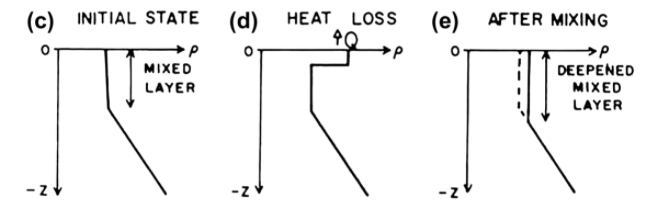 (c) INITIAL STATE
0
ρ
MIXED
LAYER
-z
(d) HEAT LOSS
Q
0
ρ
-z
(e) AFTER MIXING
0
ρ
DEEPENED
MIXED
LAYER
-z